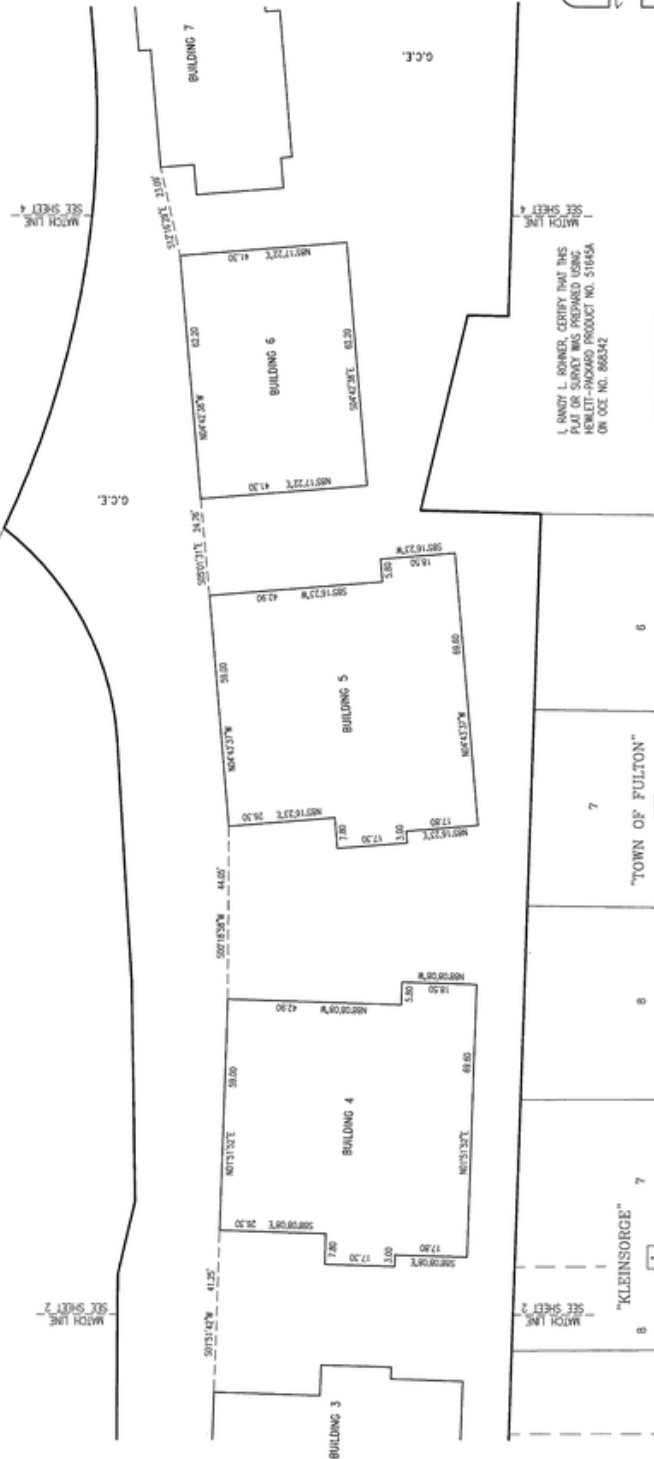 BUILDING 7
G.C.E.
MATCH LINE
SEE SHEET 4
S12°16'29"E 23.09'
41.30
N85°17'22"E
62.20
N04°42'38"W
BUILDING 6
62.20
S04°42'38"E
41.30
N85°17'22"E
MATCH LINE
SEE SHEET 4
I, RANDY L. ROHNER, CERTIFY THAT THIS
PLAT OR SURVEY WAS PREPARED USING
HEWLETT-PACKARD PRODUCT NO. 51645A
ON OCE NO. 868342
G.C.E.
S05°01'31"E 24.76'
42.90
S85°16'23"W
5.80
18.50
S85°16'23"W
59.00
N04°43'37"W
BUILDING 5
69.60
N04°43'37"W
26.30
N85°16'23"E
7.80
17.30
3.00
17.80
N85°16'23"E
6
7
"TOWN OF FULTON"
S00°18'58"W 44.05'
42.90
N88°08'08"W
5.80
18.50
N88°08'08"W
59.00
N01°51'52"E
BUILDING 4
69.60
N01°51'52"E
26.30
S88°08'08"E
7.80
17.30
3.00
17.80
S88°08'08"E
8
7
"KLEINSORGE"
8
1
S01°51'42"W 41.25'
MATCH LINE
SEE SHEET 2
MATCH LINE
SEE SHEET 2
BUILDING 3